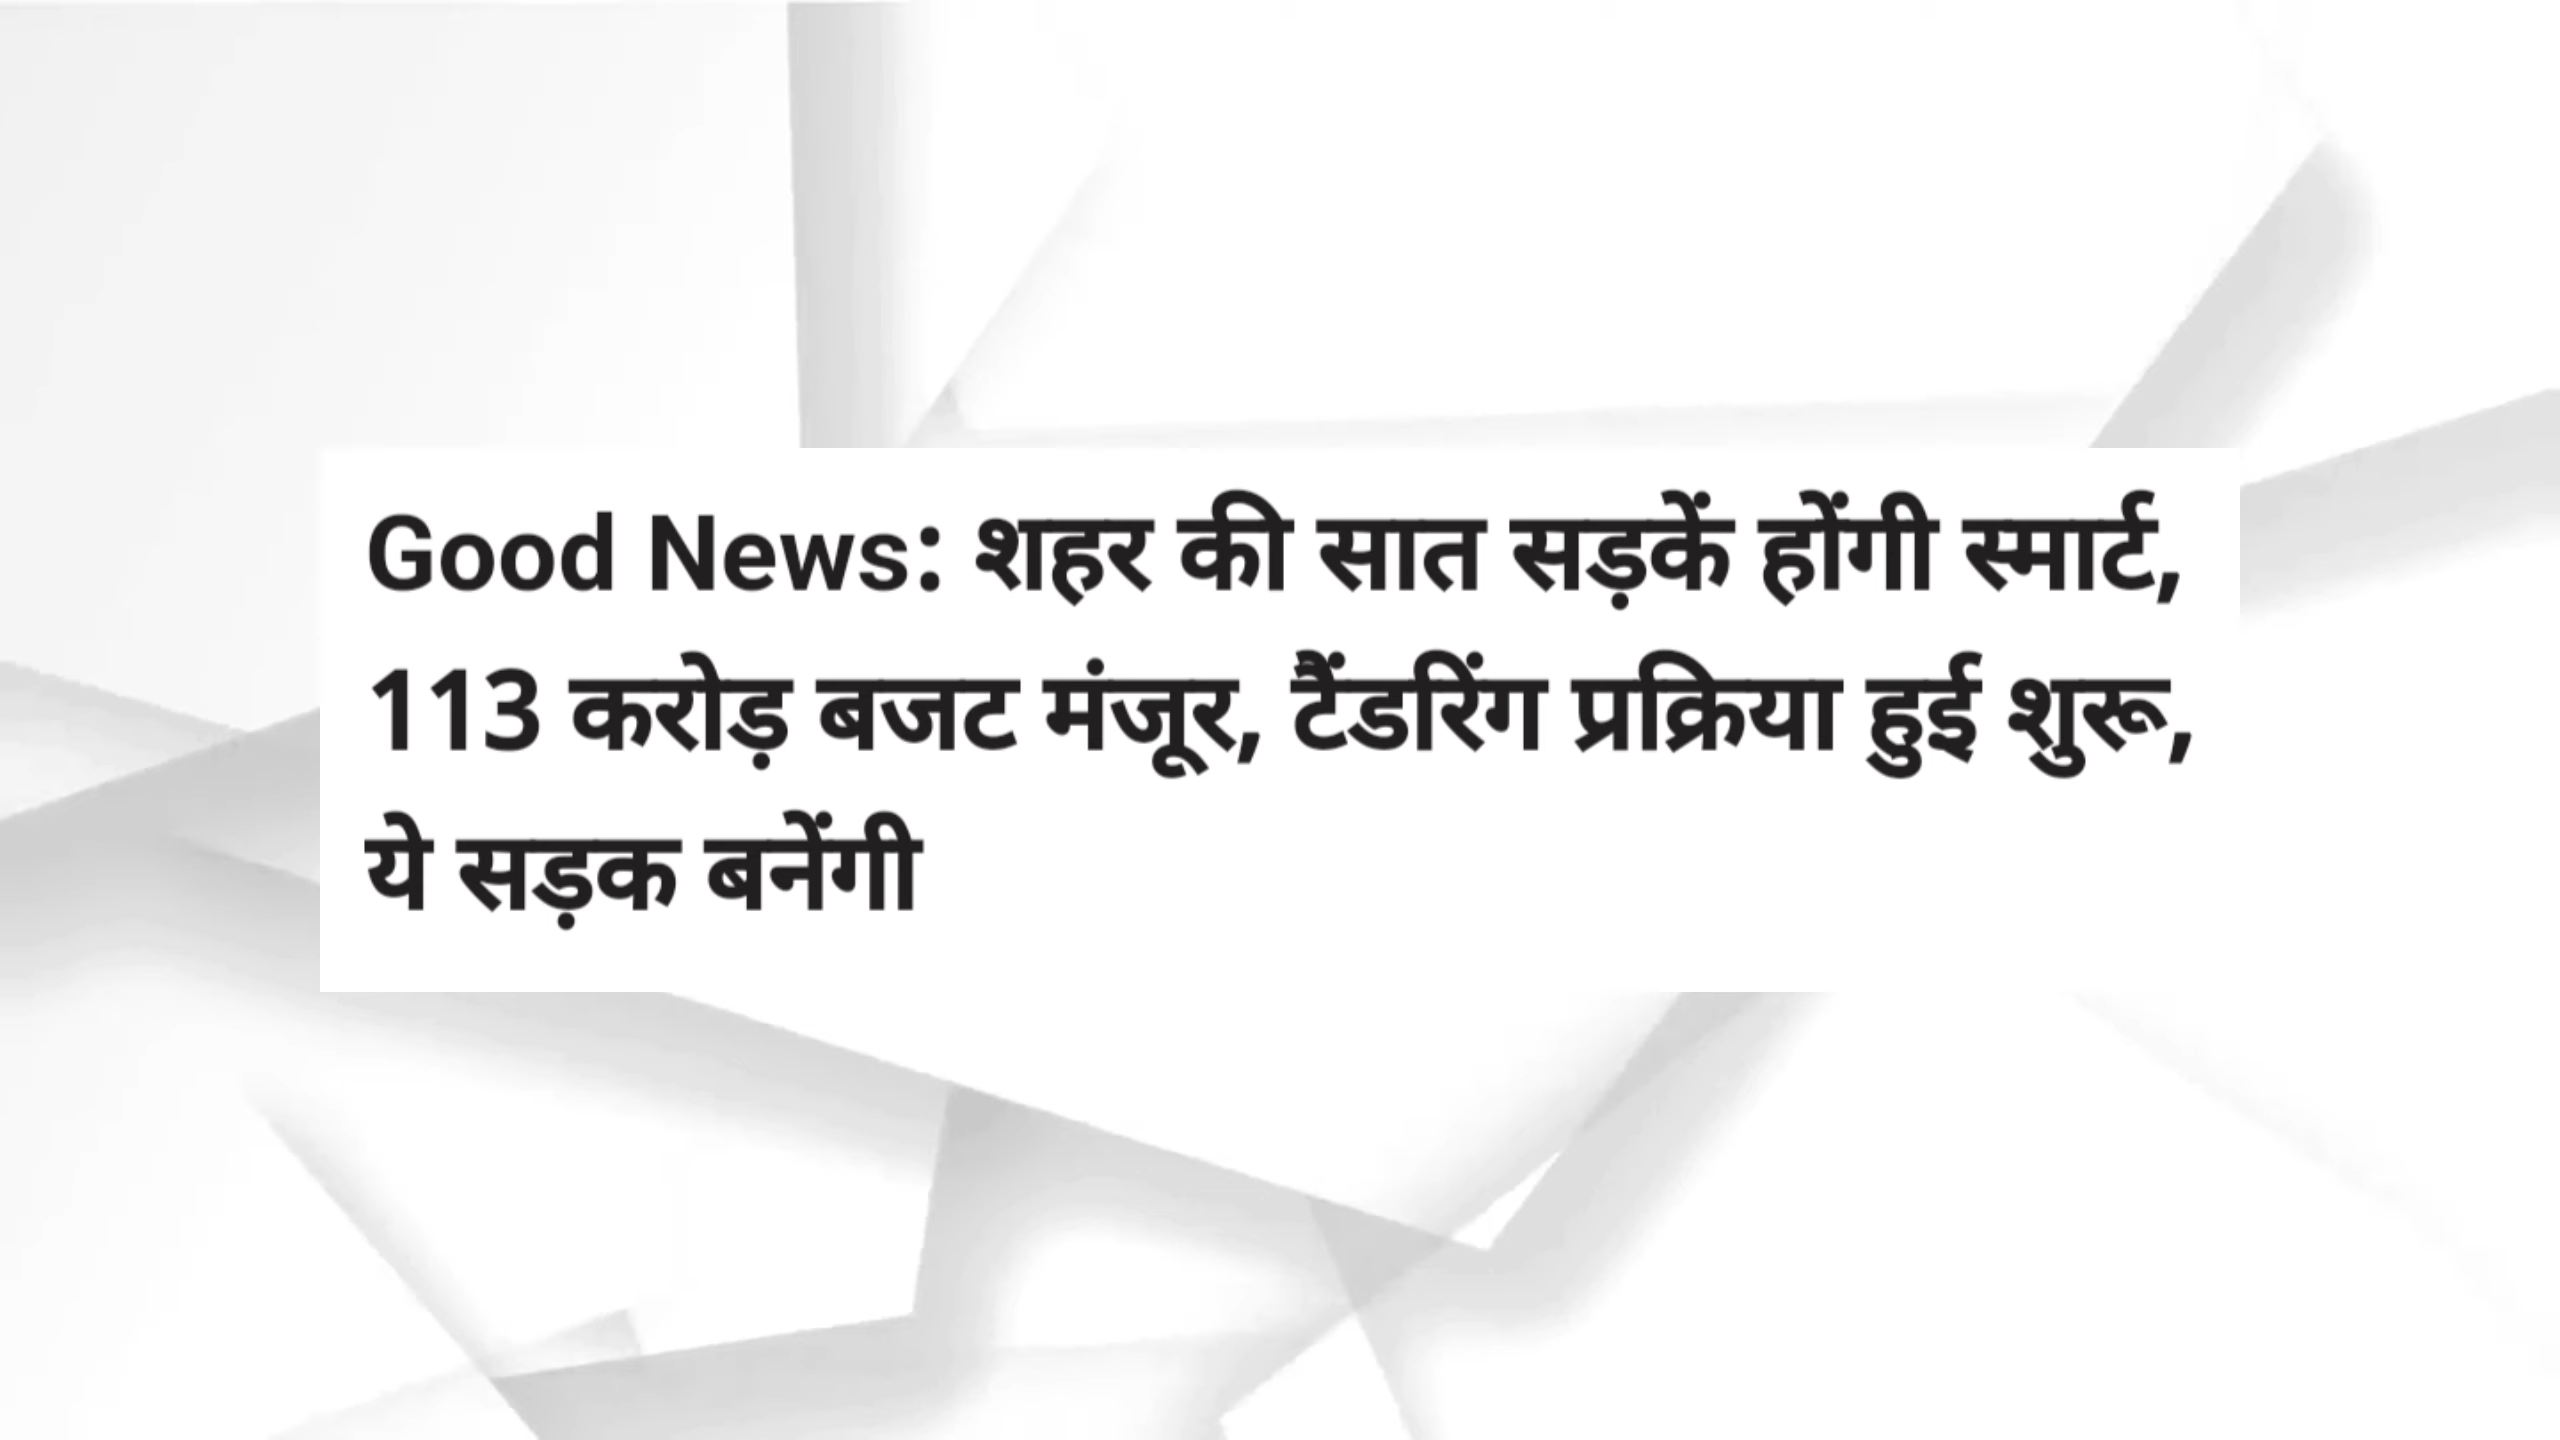 Good News: शहर की सात सड़कें होंगी स्मार्ट,
113 करोड़ बजट मंजूर, टैंडरिंग प्रक्रिया हुई शुरू,
ये सड़क बनेंगी